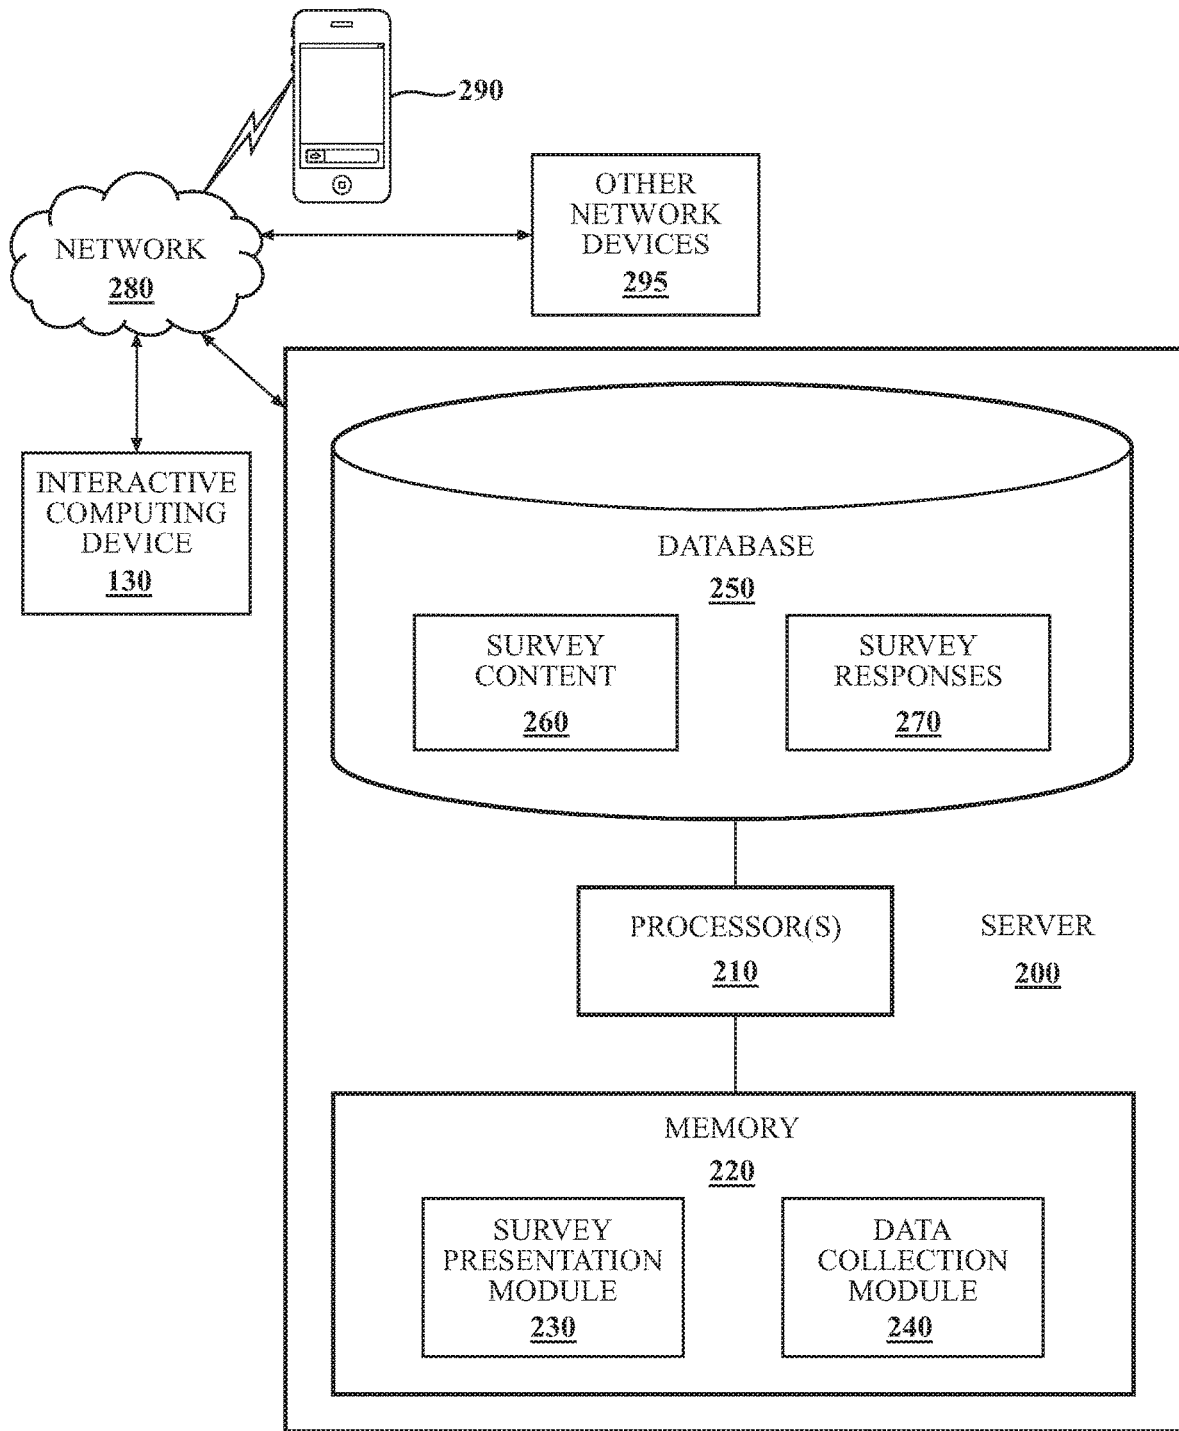 290
OTHER
NETWORK
DEVICES
295
NETWORK
280
INTERACTIVE
COMPUTING
DEVICE
130
DATABASE
250
SURVEY
CONTENT
260
SURVEY
RESPONSES
270
PROCESSOR(S)
210
SERVER
200
MEMORY
220
SURVEY
PRESENTATION
MODULE
230
DATA
COLLECTION
MODULE
240